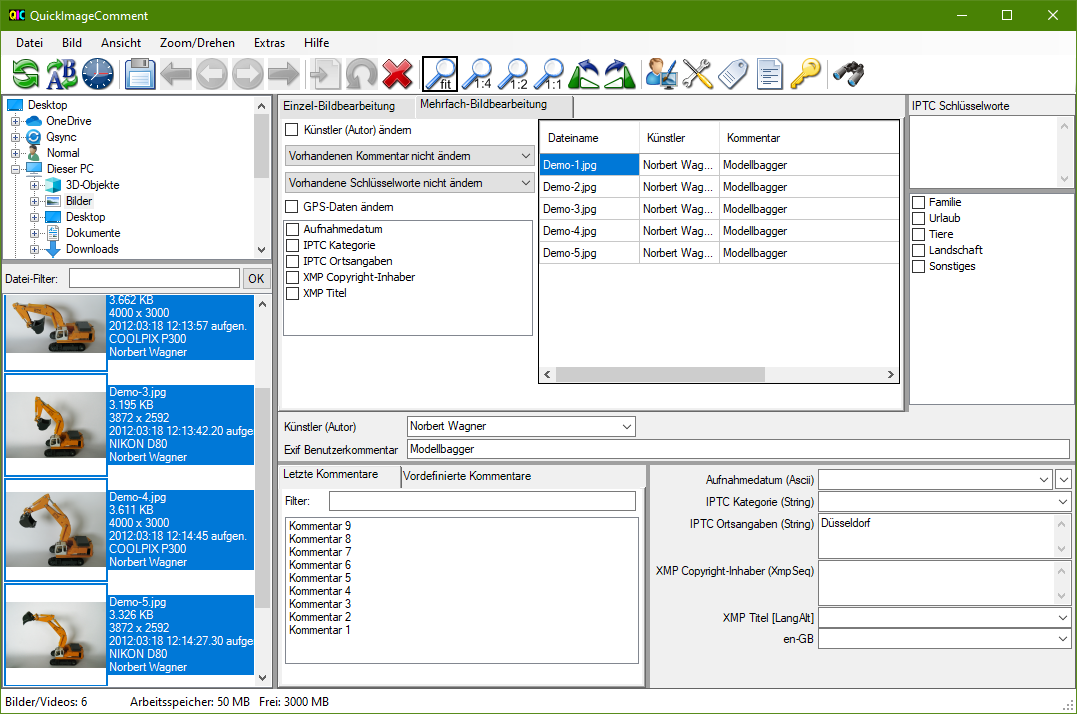 QIC QuickImageComment
Datei Bild Ansicht Zoom/Drehen Extras Hilfe
AB fit 1:4 1:2 1:1
Desktop
OneDrive
Qsync
Normal
Dieser PC
3D-Objekte
Bilder
Desktop
Dokumente
Downloads
Datei-Filter: OK
3.662 KB
4000 x 3000
2012:03:18 12:13:57 aufgen.
COOLPIX P300
Norbert Wagner
Demo-3.jpg
3.195 KB
3872 x 2592
2012:03:18 12:13:42.20 aufge
NIKON D80
Norbert Wagner
Demo-4.jpg
3.611 KB
4000 x 3000
2012:03:18 12:14:45 aufgen.
COOLPIX P300
Norbert Wagner
Demo-5.jpg
3.326 KB
3872 x 2592
2012:03:18 12:14:27.30 aufge
NIKON D80
Norbert Wagner
Einzel-Bildbearbeitung Mehrfach-Bildbearbeitung
Künstler (Autor) ändern
Vorhandenen Kommentar nicht ändern
Vorhandene Schlüsselworte nicht ändern
GPS-Daten ändern
Aufnahmedatum
IPTC Kategorie
IPTC Ortsangaben
XMP Copyright-Inhaber
XMP Titel
Dateiname Künstler Kommentar
Demo-1.jpg Norbert Wag... Modellbagger
Demo-2.jpg Norbert Wag... Modellbagger
Demo-3.jpg Norbert Wag... Modellbagger
Demo-4.jpg Norbert Wag... Modellbagger
Demo-5.jpg Norbert Wag... Modellbagger
IPTC Schlüsselworte
Familie
Urlaub
Tiere
Landschaft
Sonstiges
Künstler (Autor) Norbert Wagner
Exif Benutzerkommentar Modellbagger
Letzte Kommentare Vordefinierte Kommentare
Filter:
Kommentar 9
Kommentar 8
Kommentar 7
Kommentar 6
Kommentar 5
Kommentar 4
Kommentar 3
Kommentar 2
Kommentar 1
Aufnahmedatum (Ascii)
IPTC Kategorie (String)
IPTC Ortsangaben (String) Düsseldorf
XMP Copyright-Inhaber (XmpSeq)
XMP Titel [LangAlt]
en-GB
Bilder/Videos: 6 Arbeitsspeicher: 50 MB Frei: 3000 MB